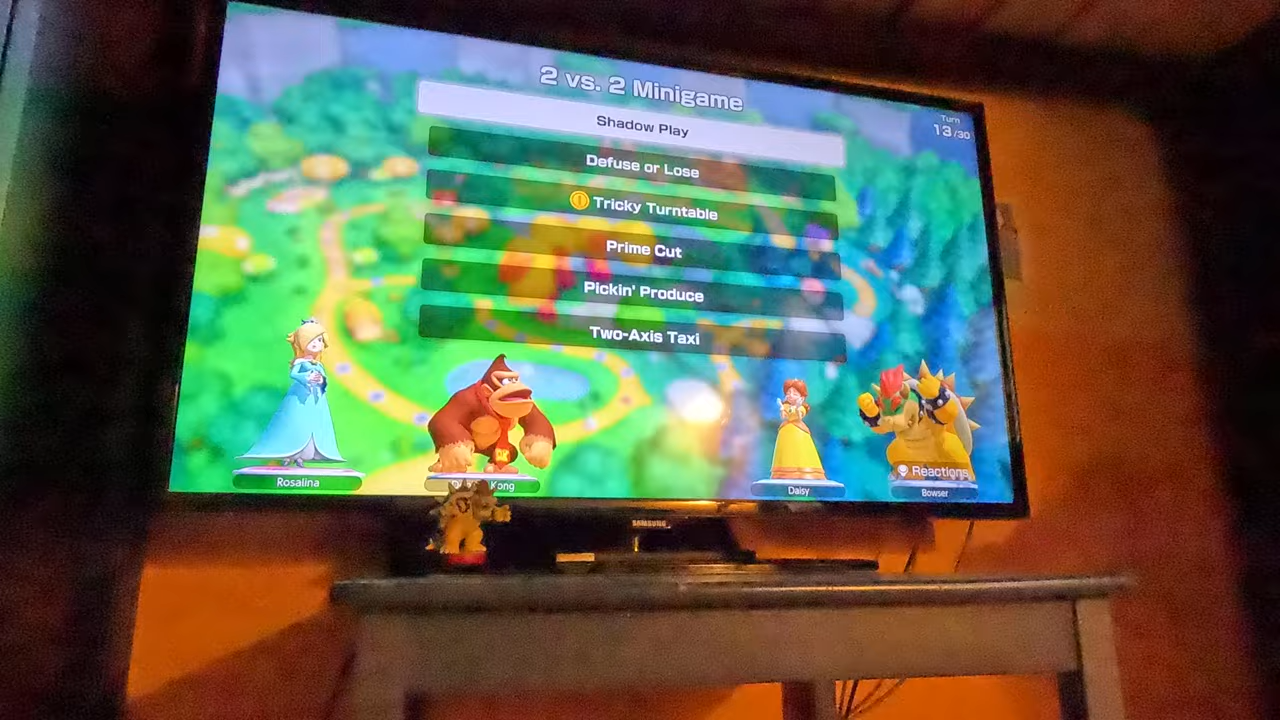 2 vs. 2 Minigame
Turn
13/30
Shadow Play
Defuse or Lose
Tricky Turntable
Prime Cut
Pickin' Produce
Two-Axis Taxi
Reactions
Rosalina
Kong
Daisy
Bowser
SAMSUNG